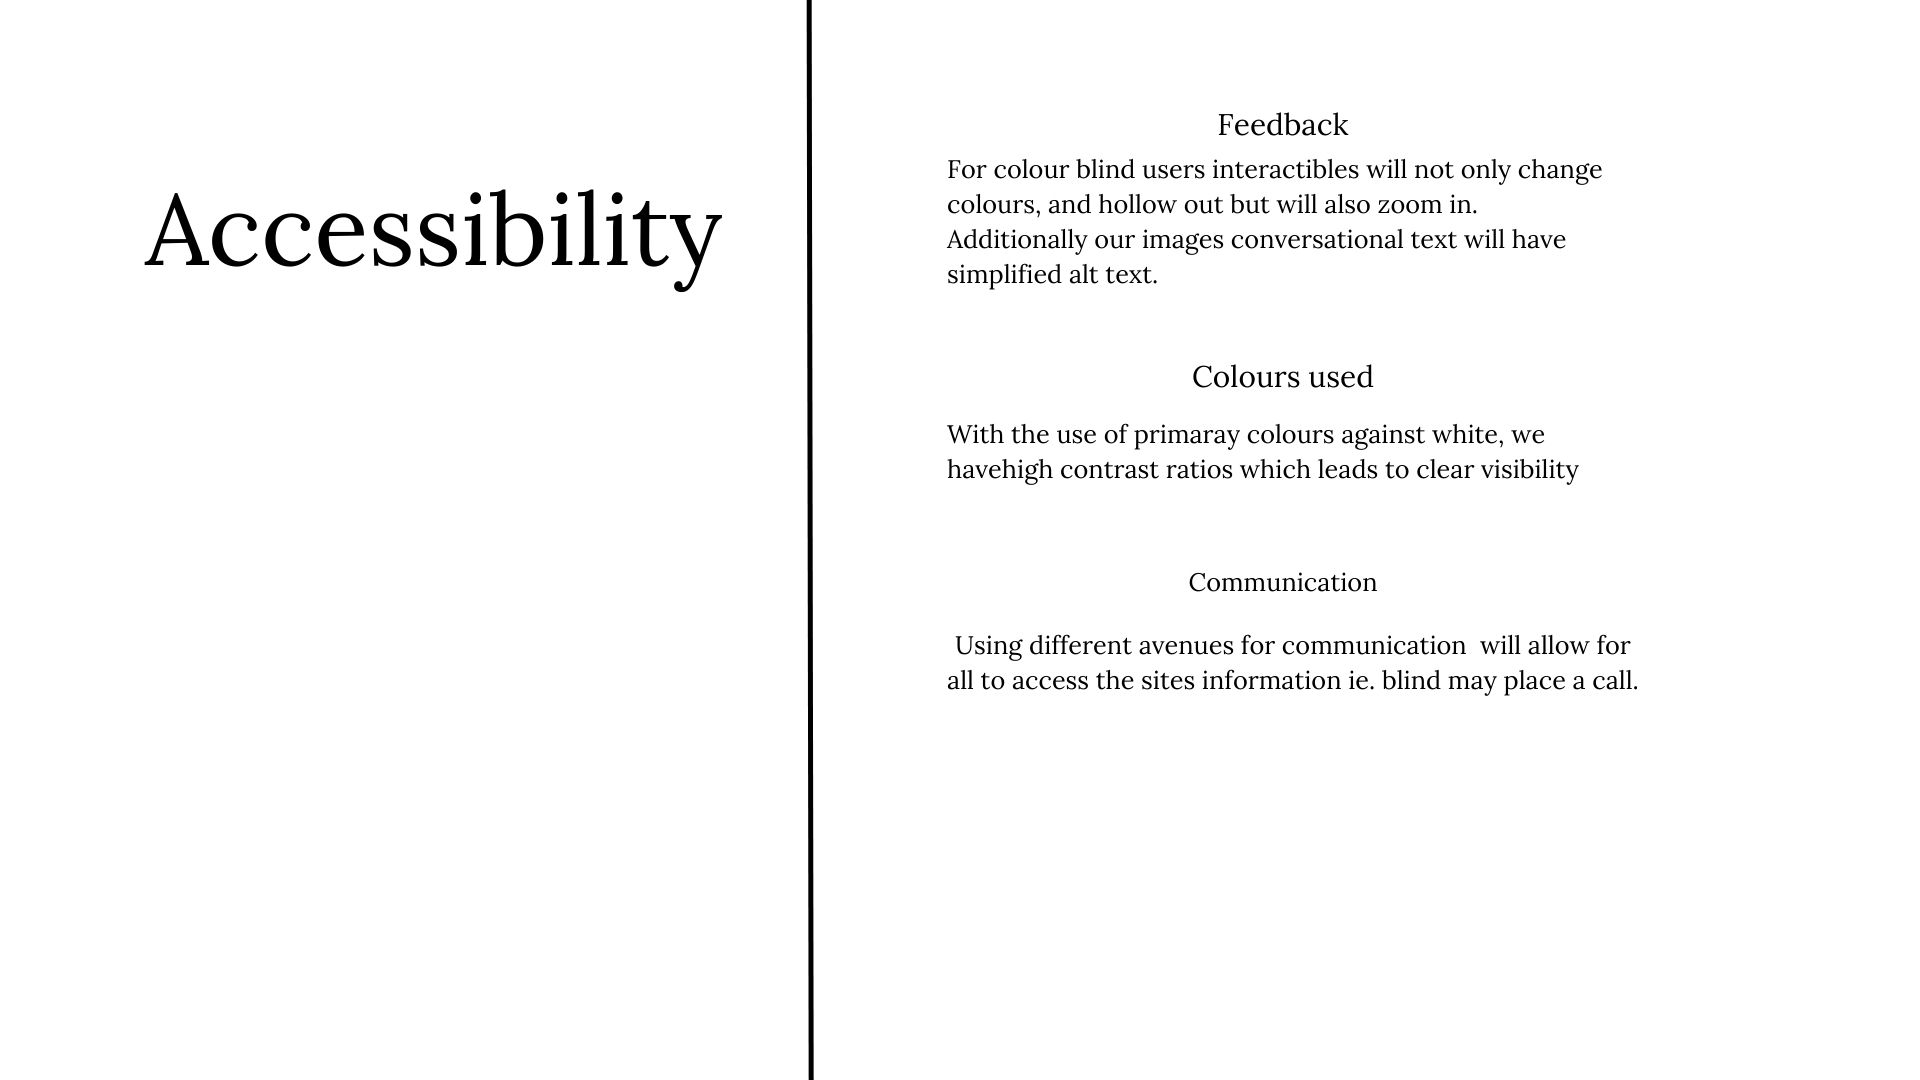 Accessibility
Feedback
For colour blind users interactibles will not only change
colours, and hollow out but will also zoom in.
Additionally our images conversational text will have
simplified alt text.
Colours used
With the use of primaray colours against white, we
havehigh contrast ratios which leads to clear visibility
Communication
Using different avenues for communication  will allow for
all to access the sites information ie. blind may place a call.